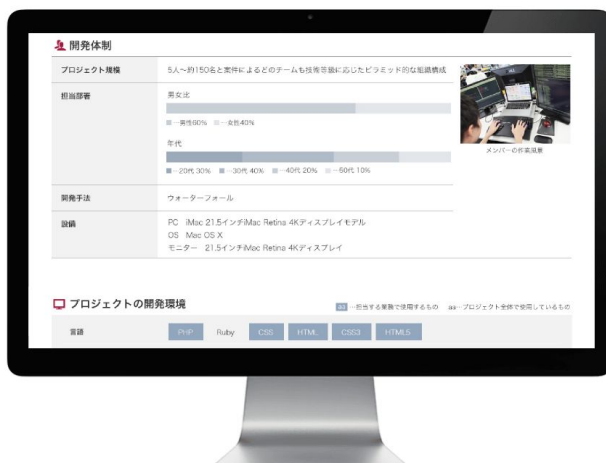 開発体制
プロジェクト規模
5人〜約150名と案件によるどのチームも技術等級に応じたピラミッド的な組織構成
担当部署
男女比
■…男性60% ■…女性40%
年代
■…20代 30% ■…30代 40% ■…40代 20% ■…50代 10%
メンバーの作業風景
開発手法
ウォーターフォール
設備
PC iMac 21.5インチiMac Retina 4Kディスプレイモデル
OS Mac OS X
モニター 21.5インチiMac Retina 4Kディスプレイ
プロジェクトの開発環境
aa …担当する業務で使用するもの aa…プロジェクト全体で使用しているもの
言語
PHP Ruby CSS HTML CSS3 HTML5